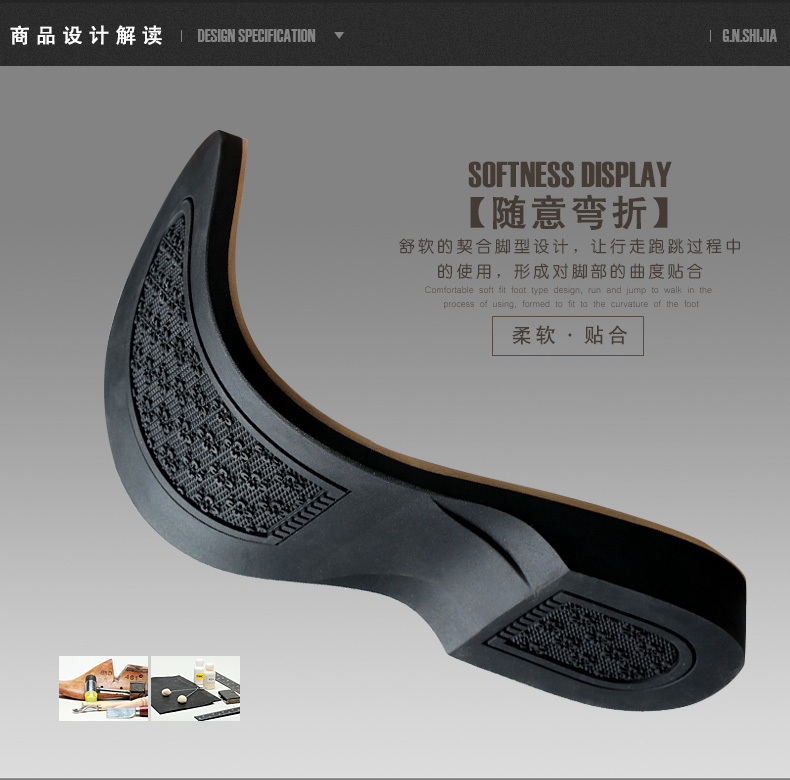 商品设计解读
DESIGN SPECIFICATION
G.N.SHIJIA
SOFTNESS DISPLAY
【随意弯折】
舒软的契合脚型设计，让行走跑跳过程中
的使用，形成对脚部的曲度贴合
Comfortable soft fit foot type design, run and jump to walk in the
process of using, formed to fit to the curvature of the foot
柔软·贴合